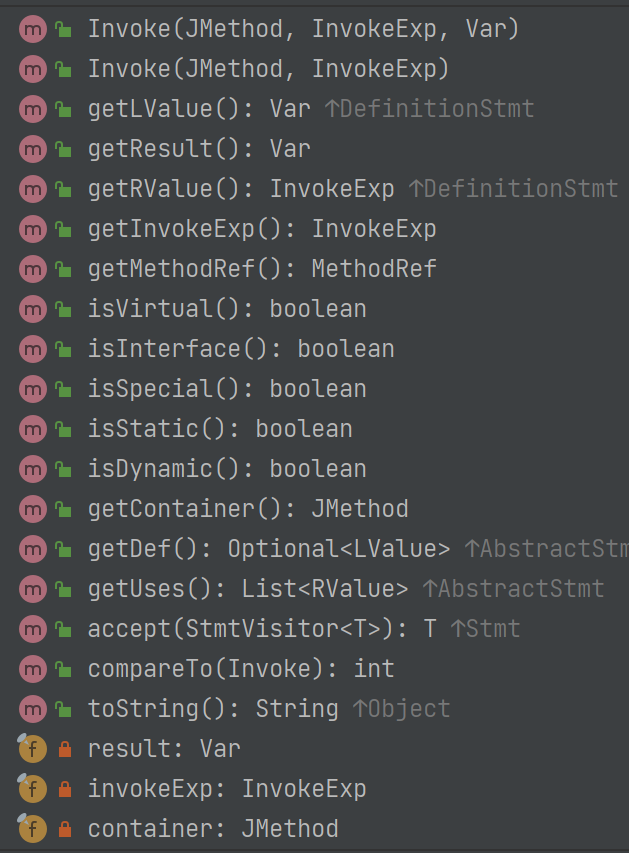 m Invoke(JMethod, InvokeExp, Var)
m Invoke(JMethod, InvokeExp)
m getLValue(): Var ↑DefinitionStmt
m getResult(): Var
m getRValue(): InvokeExp ↑DefinitionStmt
m getInvokeExp(): InvokeExp
m getMethodRef(): MethodRef
m isVirtual(): boolean
m isInterface(): boolean
m isSpecial(): boolean
m isStatic(): boolean
m isDynamic(): boolean
m getContainer(): JMethod
m getDef(): Optional<LValue> ↑AbstractStm
m getUses(): List<RValue> ↑AbstractStmt
m accept(StmtVisitor<T>): T ↑Stmt
m compareTo(Invoke): int
m toString(): String ↑Object
f result: Var
f invokeExp: InvokeExp
f container: JMethod